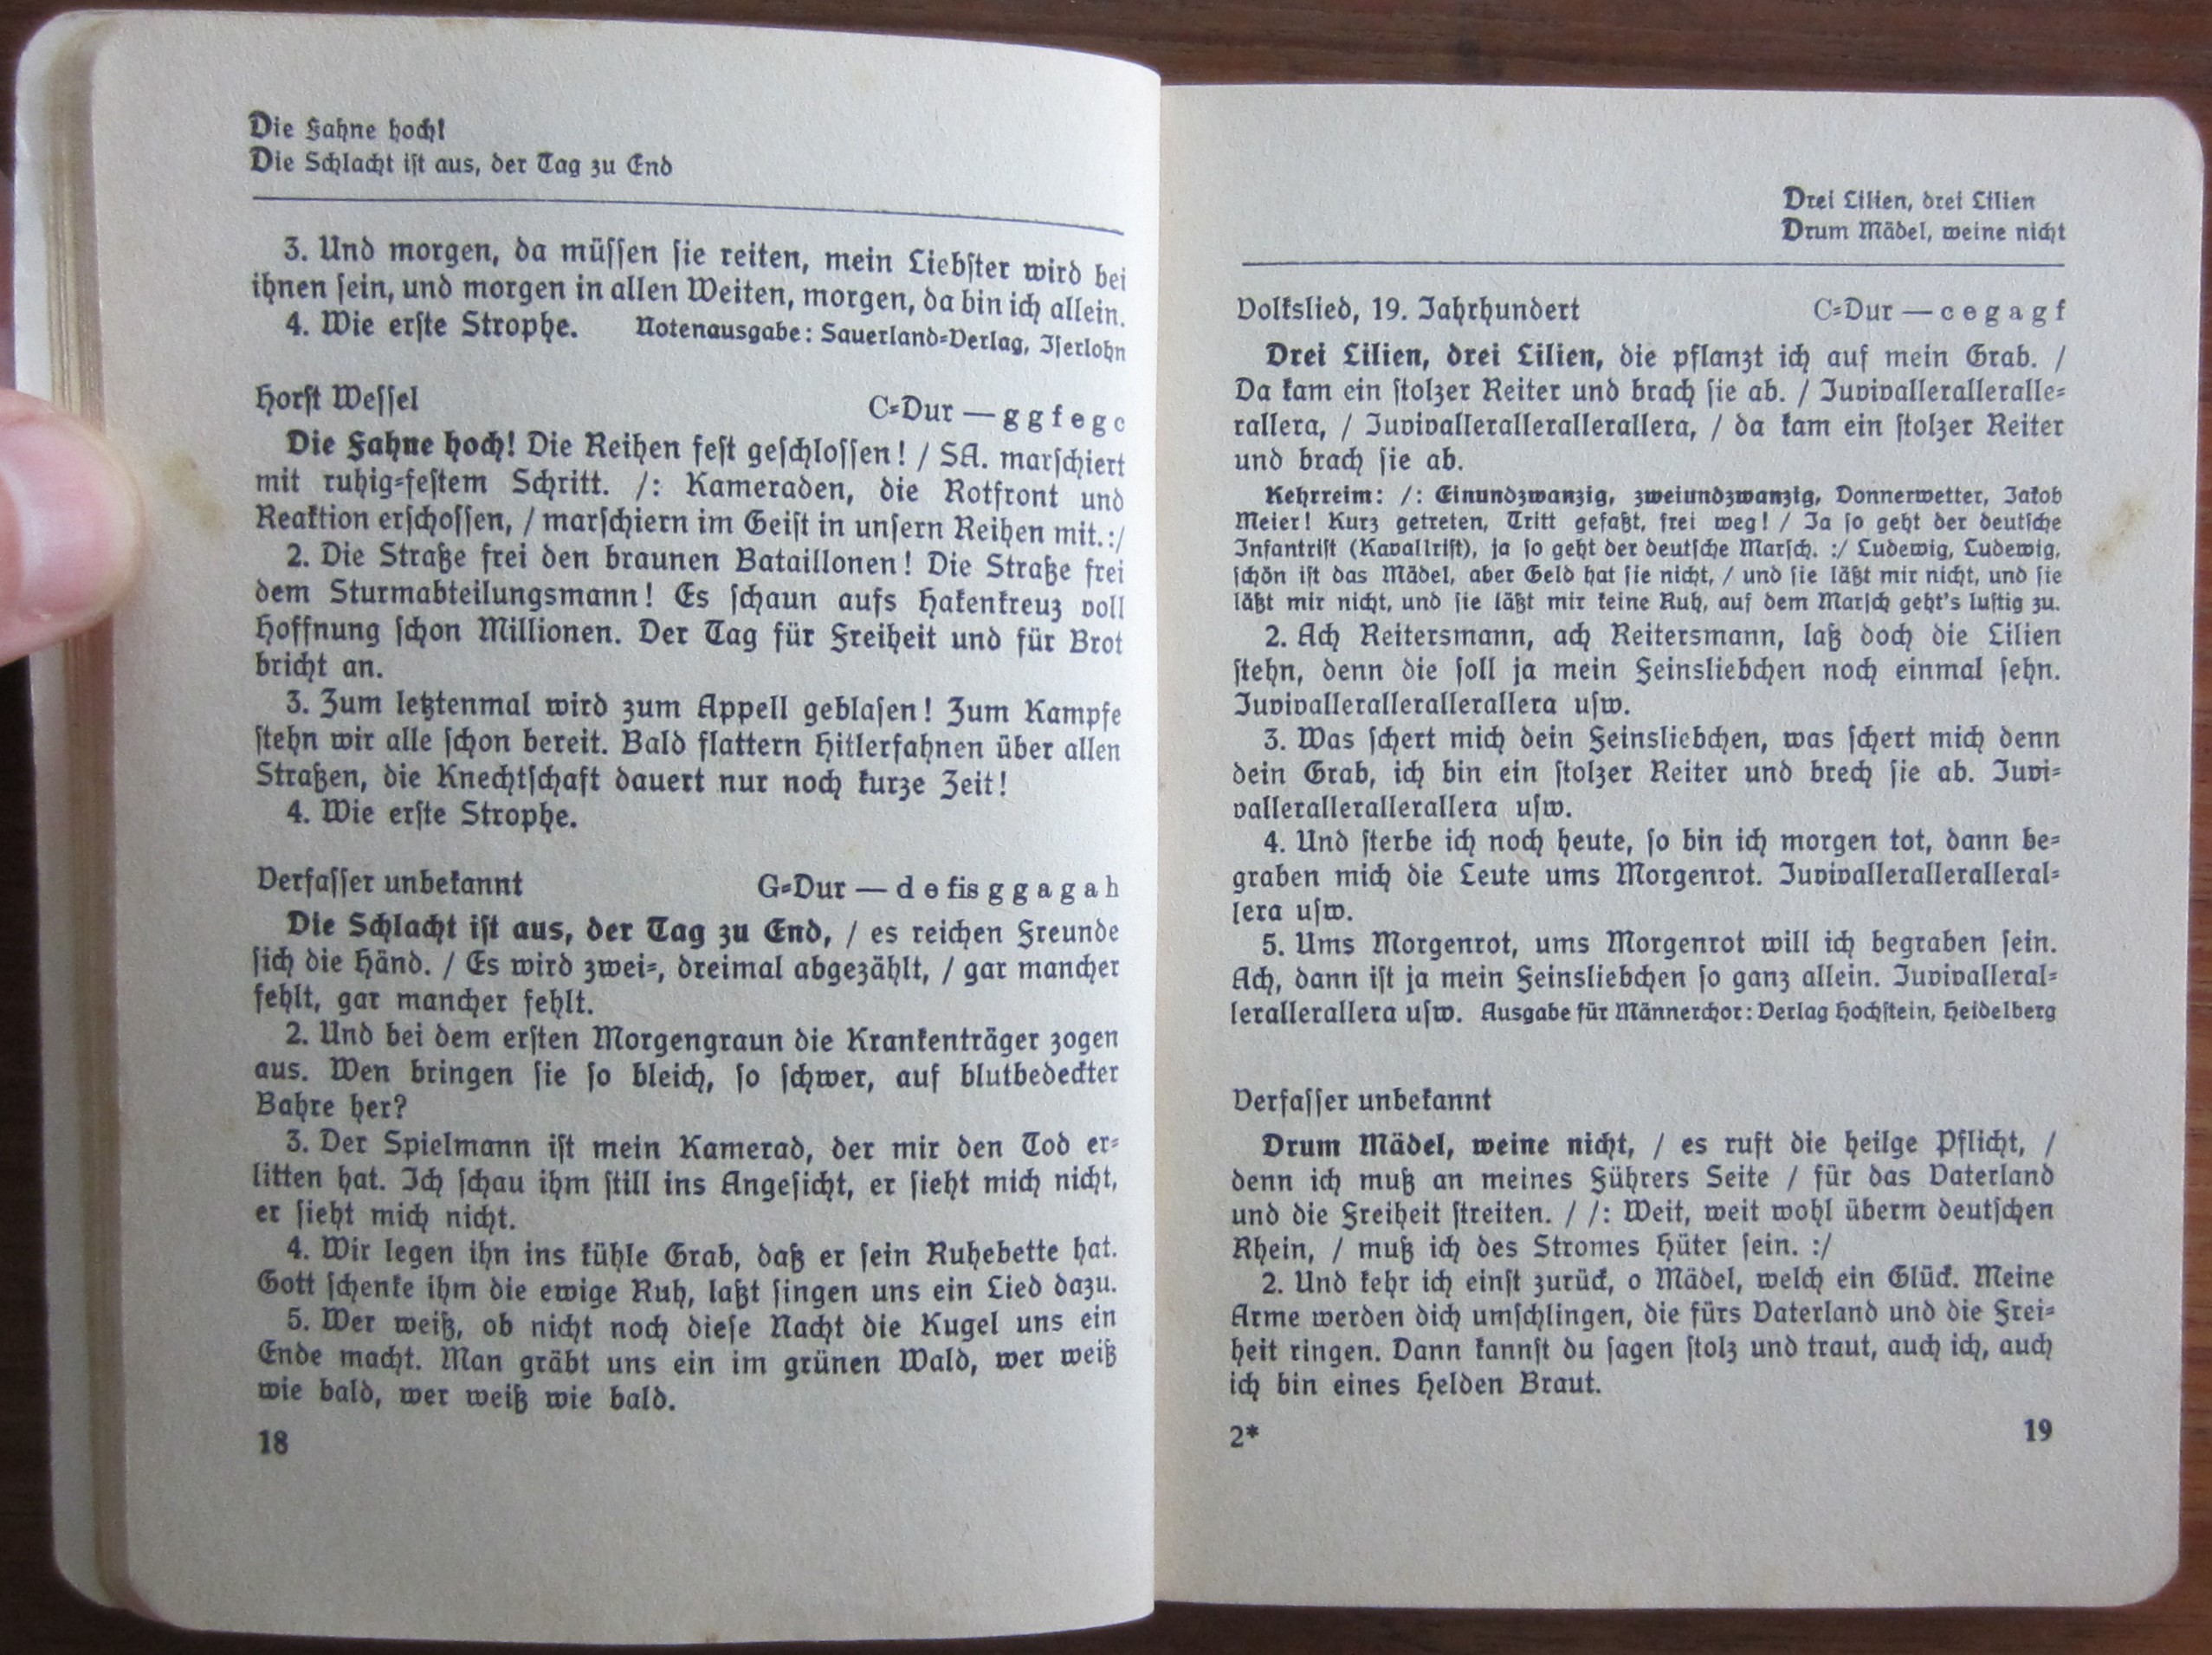 Die Fahne hoch!
Die Schlacht ist aus, der Tag zu End
3. Und morgen, da müssen sie reiten, mein Liebster wird bei
ihnen sein, und morgen in allen Weiten, morgen, da bin ich allein.
4. Wie erste Strophe. Notenausgabe: Sauerland-Verlag, Iserlohn
Horst Wessel C-Dur — g g f e g c
Die Fahne hoch! Die Reihen fest geschlossen! / SA. marschiert
mit ruhig-festem Schritt. /: Kameraden, die Rotfront und
Reaktion erschossen, / marschiern im Geist in unsern Reihen mit.:/
2. Die Straße frei den braunen Bataillonen! Die Straße frei
dem Sturmabteilungsmann! Es schaun aufs Hakenkreuz voll
Hoffnung schon Millionen. Der Tag für Freiheit und für Brot
bricht an.
3. Zum letztenmal wird zum Appell geblasen! Zum Kampfe
stehn wir alle schon bereit. Bald flattern Hitlerfahnen über allen
Straßen, die Knechtschaft dauert nur noch kurze Zeit!
4. Wie erste Strophe.
Verfasser unbekannt G-Dur — d e fis g g a g a h
Die Schlacht ist aus, der Tag zu End, / es reichen Freunde
sich die Händ. / Es wird zwei-, dreimal abgezählt, / gar mancher
fehlt, gar mancher fehlt.
2. Und bei dem ersten Morgengraun die Krankenträger zogen
aus. Wen bringen sie so bleich, so schwer, auf blutbedeckter
Bahre her?
3. Der Spielmann ist mein Kamerad, der mir den Tod er-
litten hat. Ich schau ihm still ins Angesicht, er sieht mich nicht,
er sieht mich nicht.
4. Wir legen ihn ins kühle Grab, daß er sein Ruhebette hat.
Gott schenke ihm die ewige Ruh, laßt singen uns ein Lied dazu.
5. Wer weiß, ob nicht noch diese Nacht die Kugel uns ein
Ende macht. Man gräbt uns ein im grünen Wald, wer weiß
wie bald, wer weiß wie bald.
18
Drei Lilien, drei Lilien
Drum Mädel, weine nicht
Volkslied, 19. Jahrhundert C-Dur — c e g a g f
Drei Lilien, drei Lilien, die pflanzt ich auf mein Grab. /
Da kam ein stolzer Reiter und brach sie ab. / Juvivalleralleralle-
rallera, / Juvivallerallerallerallera, / da kam ein stolzer Reiter
und brach sie ab.
Kehrreim: /: Einundzwanzig, zweiundzwanzig, Donnerwetter, Jakob
Meier! Kurz getreten, Tritt gefaßt, frei weg! / Ja so geht der deutsche
Infantrist (Kavallrist), ja so geht der deutsche Marsch. :/ Ludewig, Ludewig,
schön ist das Mädel, aber Geld hat sie nicht, / und sie läßt mir nicht, und sie
läßt mir nicht, und sie läßt mir keine Ruh, auf dem Marsch geht's lustig zu.
2. Ach Reitersmann, ach Reitersmann, laß doch die Lilien
stehn, denn die soll ja mein Feinsliebchen noch einmal sehn.
Juvivallerallerallerallera usw.
3. Was schert mich dein Feinsliebchen, was schert mich denn
dein Grab, ich bin ein stolzer Reiter und brech sie ab. Juvi-
vallerallerallerallera usw.
4. Und sterbe ich noch heute, so bin ich morgen tot, dann be-
graben mich die Leute ums Morgenrot. Juvivallerallerallleral-
lera usw.
5. Ums Morgenrot, ums Morgenrot will ich begraben sein.
Ach, dann ist ja mein Feinsliebchen so ganz allein. Juvivalleral-
lerallerallera usw. Ausgabe für Männerchor: Verlag Hochstein, Heidelberg
Verfasser unbekannt
Drum Mädel, weine nicht, / es ruft die heilge Pflicht, /
denn ich muß an meines Führers Seite / für das Vaterland
und die Freiheit streiten. / /: Weit, weit wohl überm deutschen
Rhein, / muß ich des Stromes Hüter sein. :/
2. Und kehr ich einst zurück, o Mädel, welch ein Glück. Meine
Arme werden dich umschlingen, die fürs Vaterland und die Frei-
heit ringen. Dann kannst du sagen stolz und traut, auch ich, auch
ich bin eines Helden Braut.
2* 19